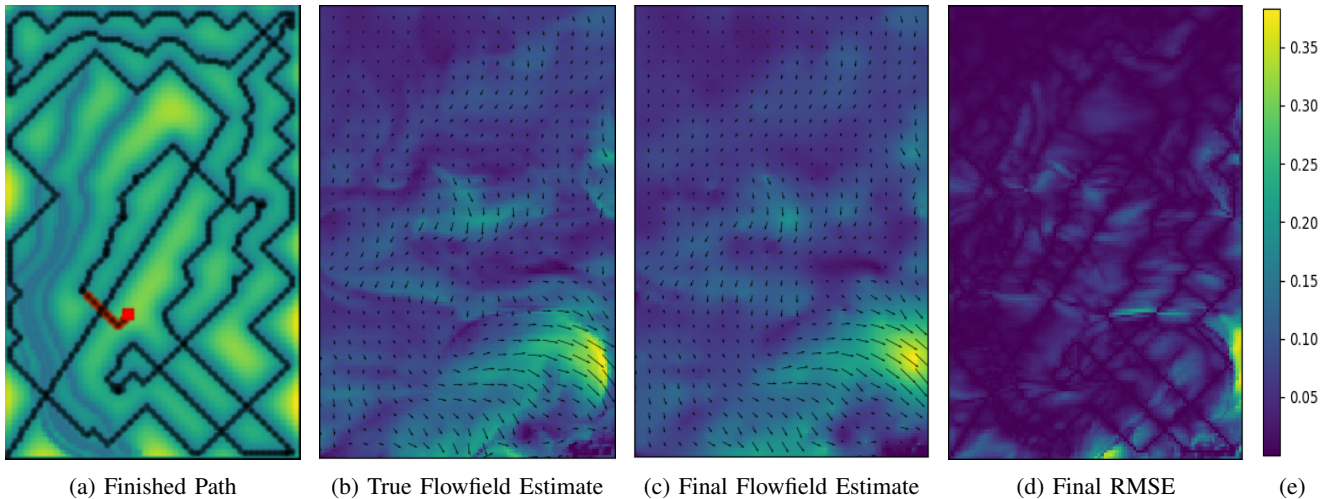 0.35
0.30
0.25
0.20
0.15
0.10
0.05
(a) Finished Path
(b) True Flowfield Estimate
(c) Final Flowfield Estimate
(d) Final RMSE
(e)